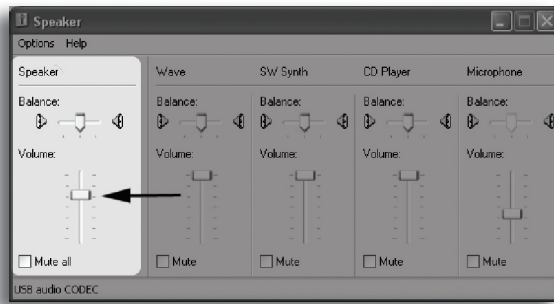 Speaker
Options Help
Speaker Wave SW Synth CD Player Microphone
Balance: Balance: Balance: Balance: Balance:
Volume: Volume: Volume: Volume: Volume:
Mute all Mute Mute Mute Mute
USB audio CODEC